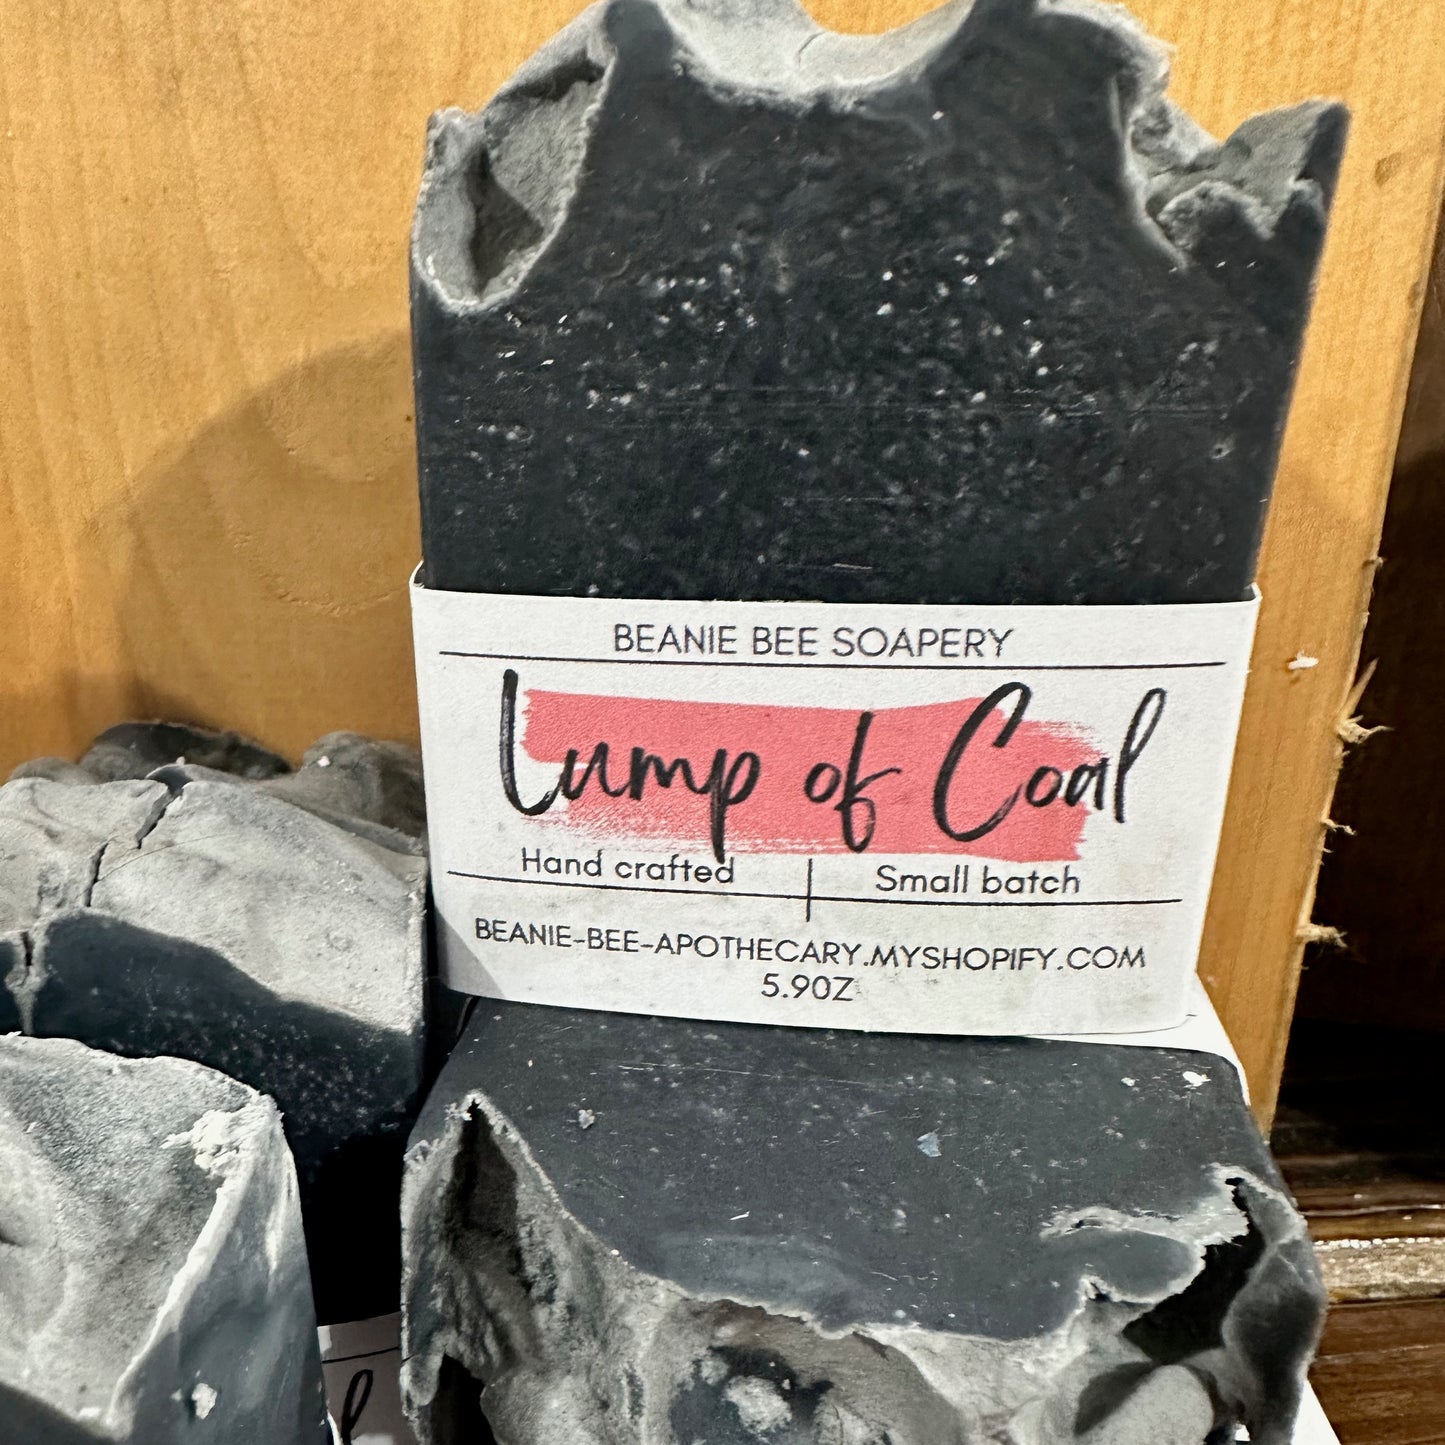 BEANIE BEE SOAPERY
Lump of Coal
Hand crafted
Small batch
BEANIE-BEE-APOTHECARY.MYSHOPIFY.COM
5.9OZ